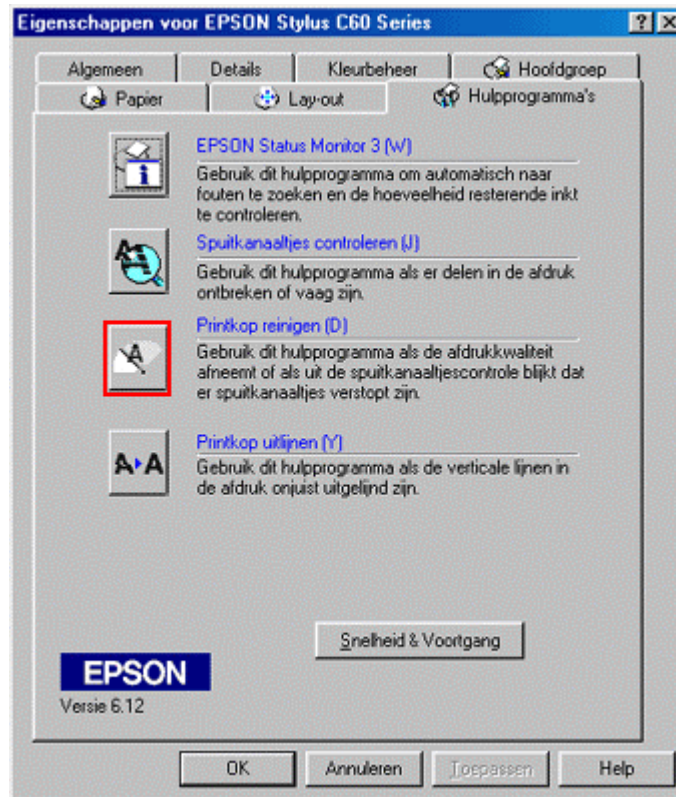 Eigenschappen voor EPSON Stylus C60 Series
Algemeen
Details
Kleurbeheer
Hoofdgroep
Papier
Lay-out
Hulpprogramma's
EPSON Status Monitor 3 (W)
Gebruik dit hulpprogramma om automatisch naar
fouten te zoeken en de hoeveelheid resterende inkt
te controleren.
Spuitkanaaltjes controleren (J)
Gebruik dit hulpprogramma als er delen in de afdruk
ontbreken of vaag zijn.
Printkop reinigen (D)
Gebruik dit hulpprogramma als de afdrukkwaliteit
afneemt of als uit de spuitkanaaltjescontrole blijkt dat
er spuitkanaaltjes verstopt zijn.
Printkop uitlijnen (Y)
Gebruik dit hulpprogramma als de verticale lijnen in
de afdruk onjuist uitgelijnd zijn.
Snelheid & Voortgang
EPSON
Versie 6.12
OK
Annuleren
Toepassen
Help